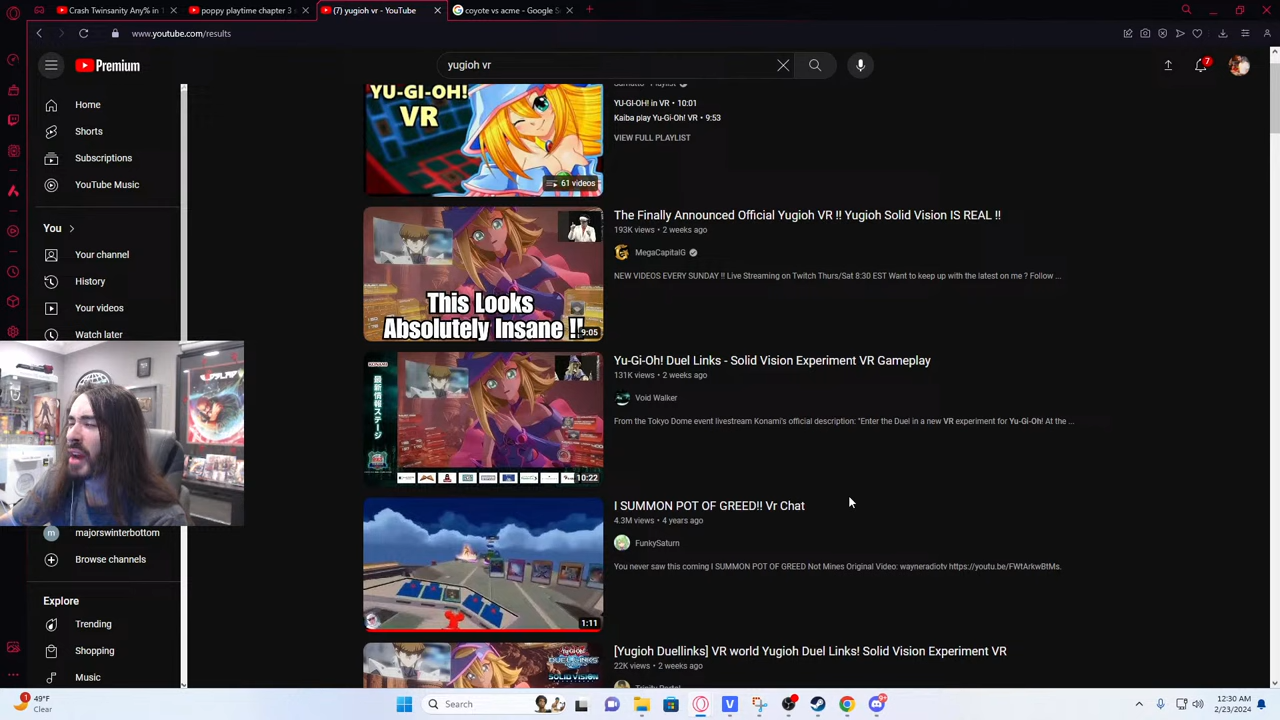 Crash Twinsanity Any% in
poppy playtime chapter 3
(7) yugioh vr - YouTube
coyote vs acme - Google S
www.youtube.com/results
Premium
yugioh vr
7
Home
Shorts
Subscriptions
YouTube Music
You
Your channel
History
Your videos
Watch later
majorswinterbottom
Browse channels
Explore
Trending
Shopping
Music
YU-GI-OH!
VR
61 videos
YU-GI-OH! in VR • 10:01
Kaiba play Yu-Gi-Oh! VR • 9:53
VIEW FULL PLAYLIST
This Looks
Absolutely Insane !!
9:05
The Finally Announced Official Yugioh VR !! Yugioh Solid Vision IS REAL !!
193K views • 2 weeks ago
MegaCapitalG
NEW VIDEOS EVERY SUNDAY !! Live Streaming on Twitch Thurs/Sat 8:30 EST Want to keep up with the latest on me ? Follow ...
KONAMI
最新情報ステージ
10:22
Yu-Gi-Oh! Duel Links - Solid Vision Experiment VR Gameplay
131K views • 2 weeks ago
Void Walker
From the Tokyo Dome event livestream Konami's official description: "Enter the Duel in a new VR experiment for Yu-Gi-Oh! At the ...
1:11
I SUMMON POT OF GREED!! Vr Chat
4.3M views • 4 years ago
FunkySaturn
You never saw this coming I SUMMON POT OF GREED Not Mines Original Video: wayneradiotv https://youtu.be/FWtArkwBtMs.
[Yugioh Duellinks] VR world Yugioh Duel Links! Solid Vision Experiment VR
22K views • 2 weeks ago
1
49°F
Clear
Search
12:30 AM
2/23/2024